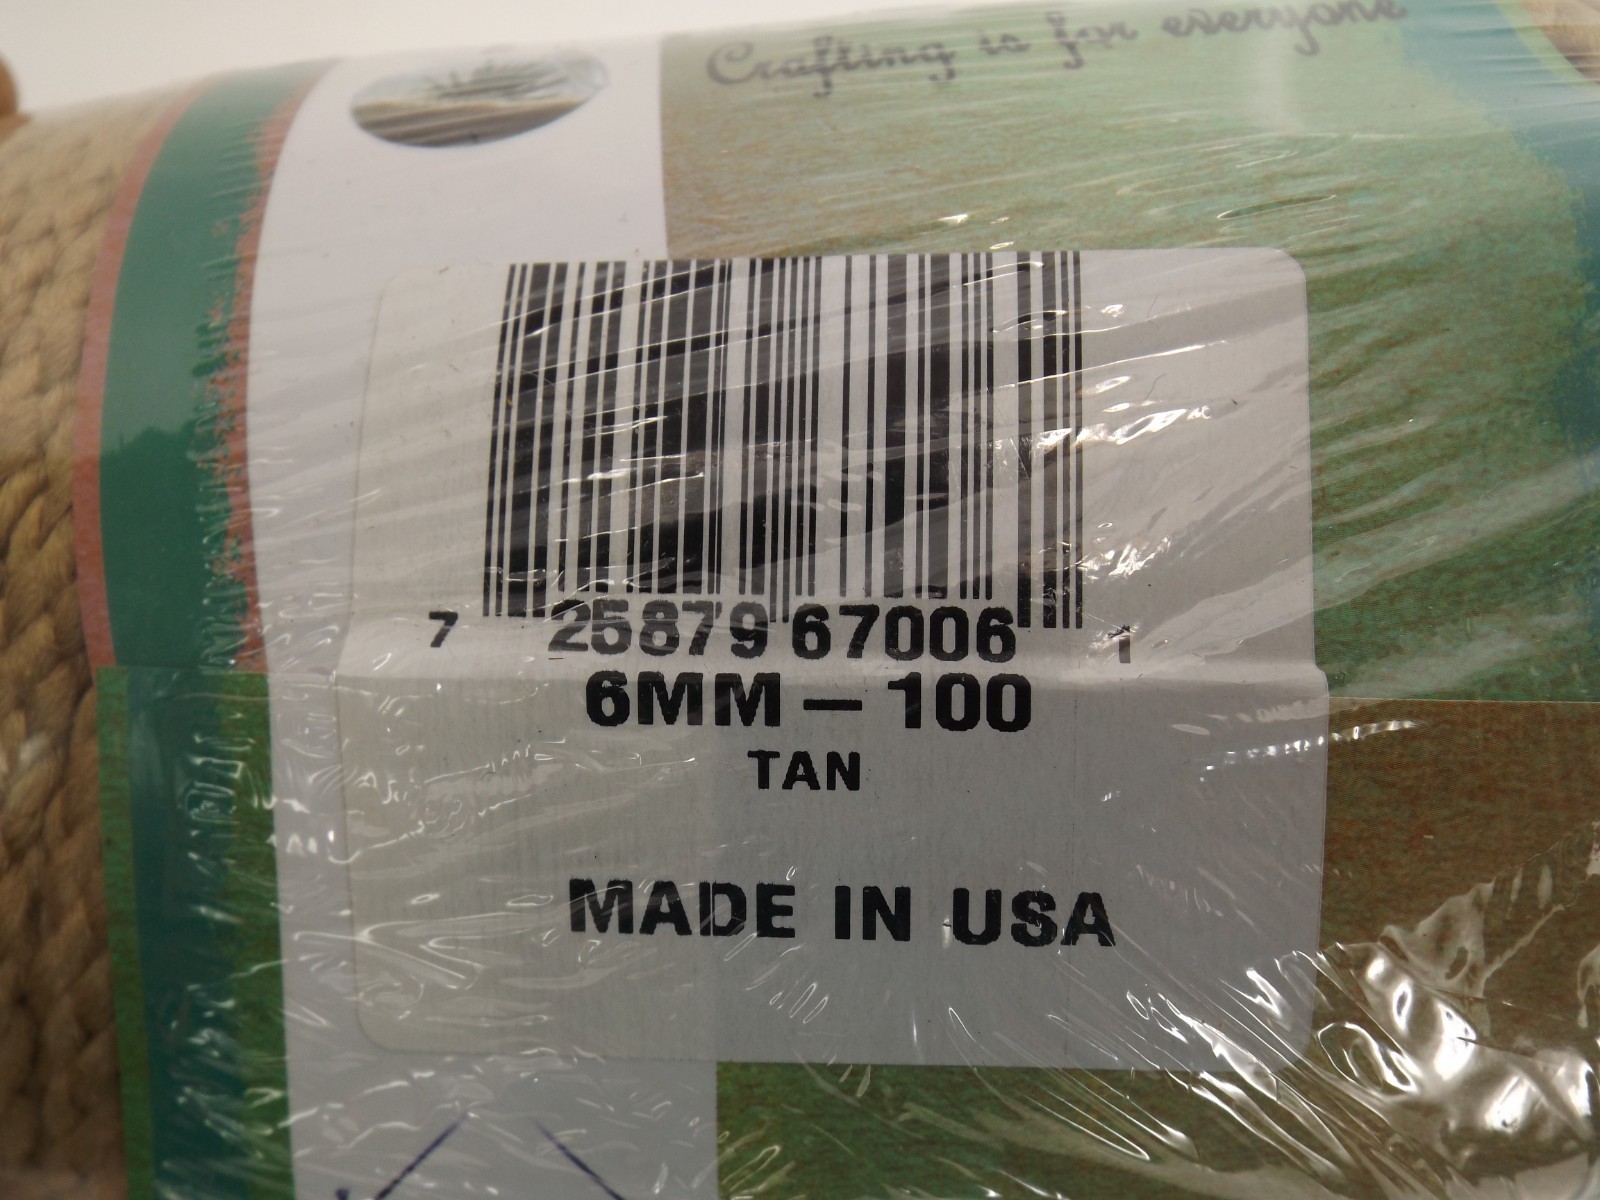 Crafting is for everyone
7 25879 67006 1
6MM – 100
TAN
MADE IN USA